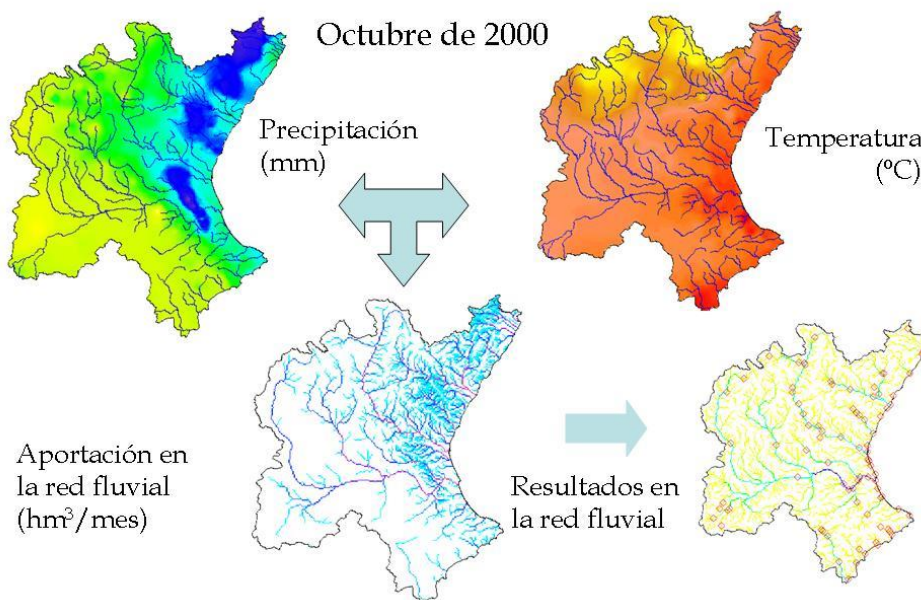 Octubre de 2000
Precipitación
(mm)
Temperatura
(ºC)
Aportación en
la red fluvial
(hm³/mes)
Resultados en
la red fluvial